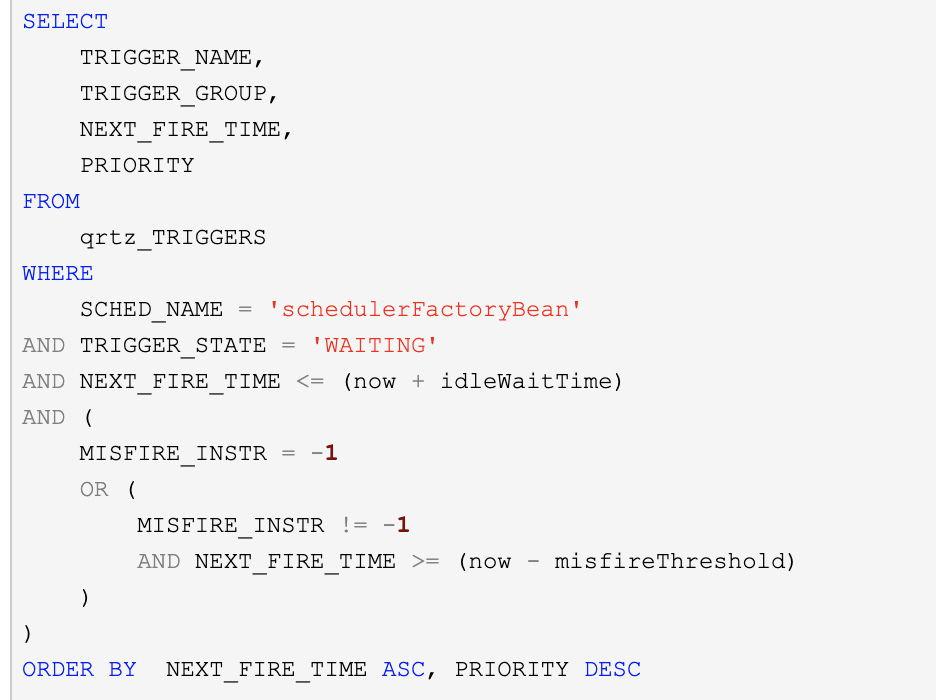 SELECT
    TRIGGER_NAME,
    TRIGGER_GROUP,
    NEXT_FIRE_TIME,
    PRIORITY
FROM
    qrtz_TRIGGERS
WHERE
    SCHED_NAME = 'schedulerFactoryBean'
AND TRIGGER_STATE = 'WAITING'
AND NEXT_FIRE_TIME <= (now + idleWaitTime)
AND (
    MISFIRE_INSTR = -1
    OR (
        MISFIRE_INSTR != -1
        AND NEXT_FIRE_TIME >= (now - misfireThreshold)
    )
)
ORDER BY  NEXT_FIRE_TIME ASC, PRIORITY DESC